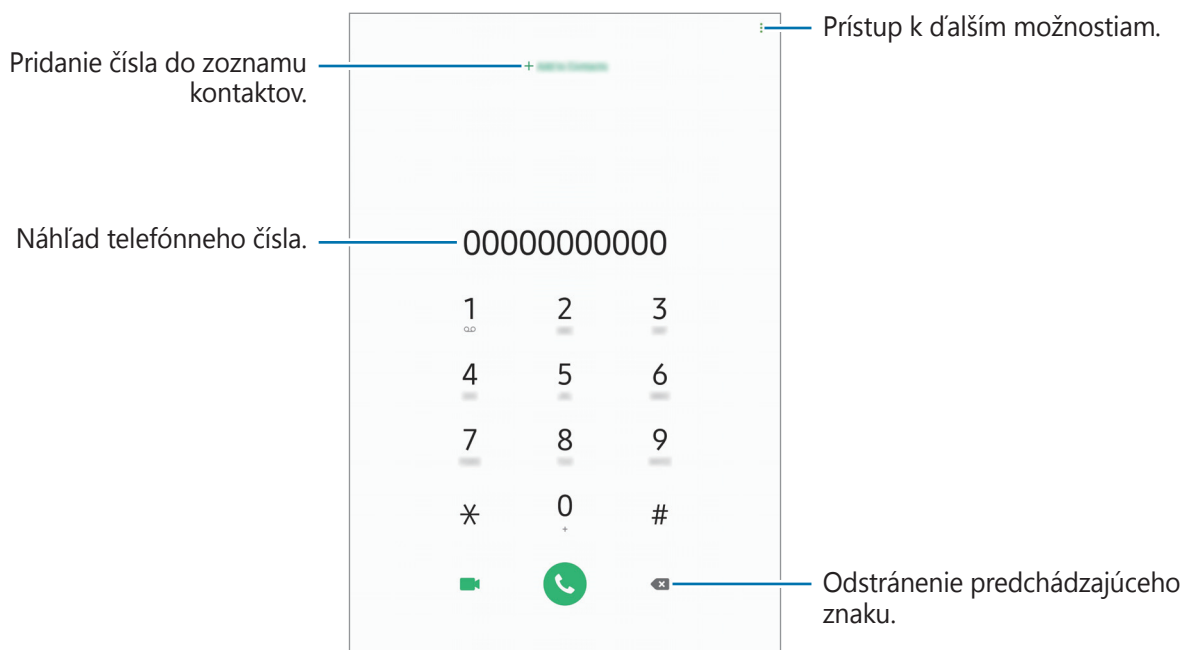 Prístup k ďalším možnostiam.
Pridanie čísla do zoznamu
kontaktov.
Náhľad telefónneho čísla.
00000000000
1 2 3
4 5 6
7 8 9
* 0 #
+
Odstránenie predchádzajúceho
znaku.